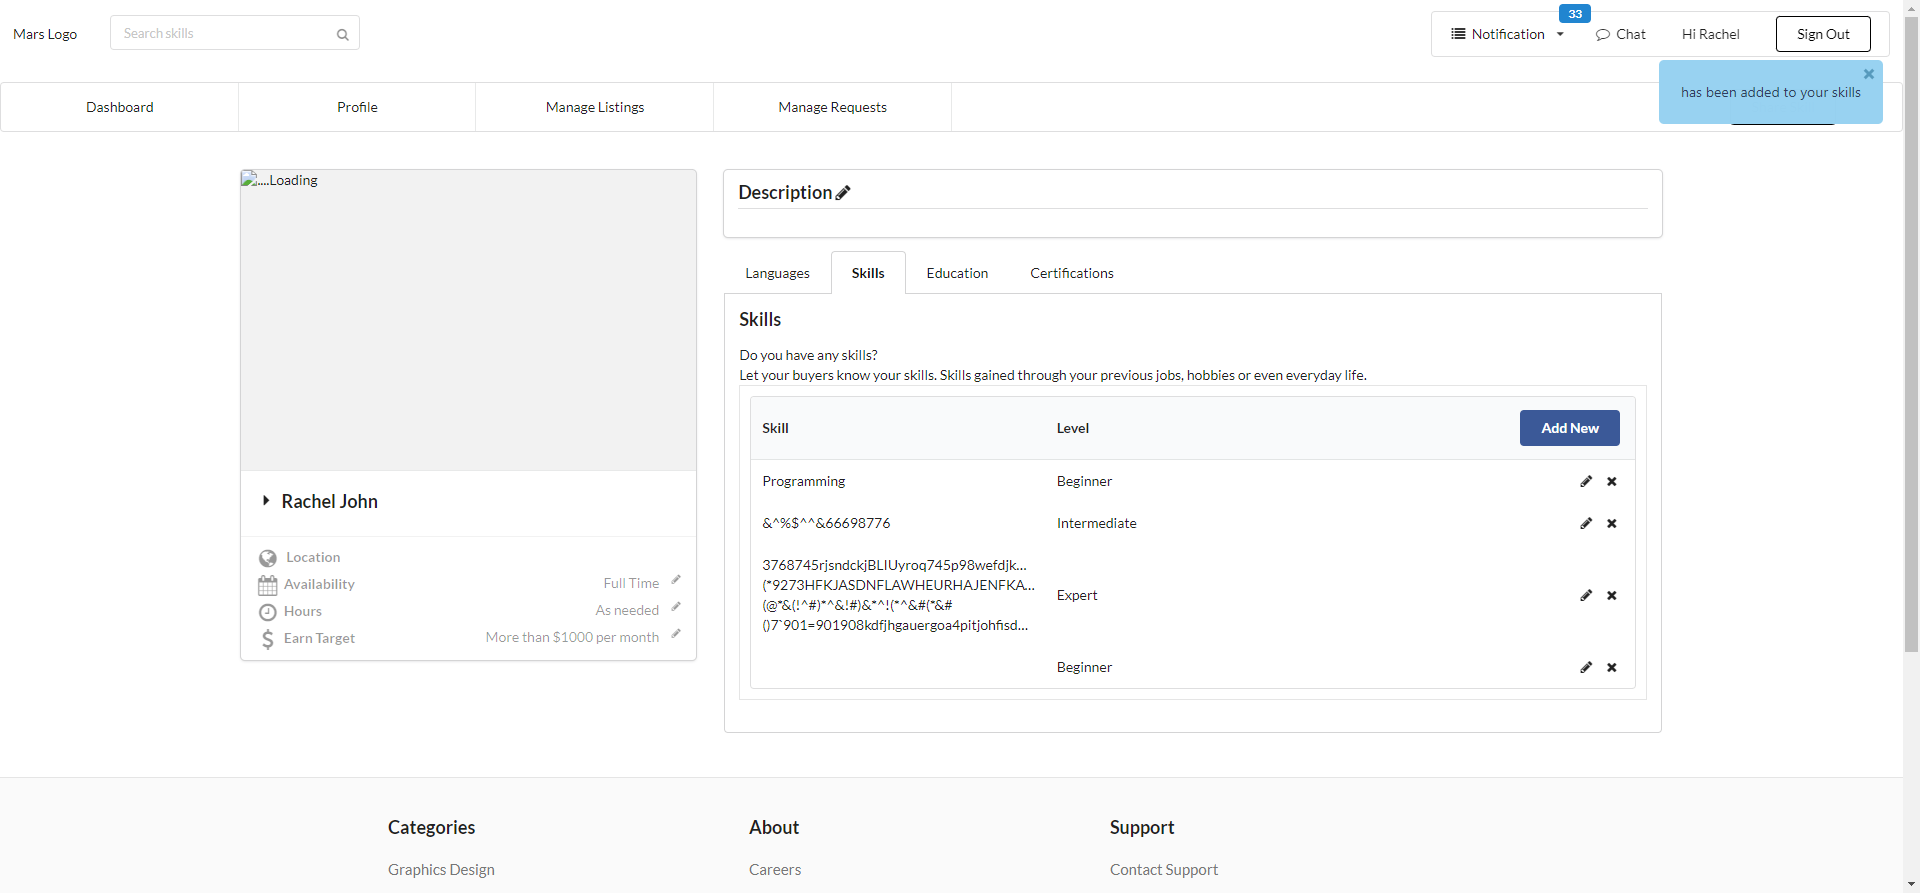 Mars Logo
Search skills
33
Notification
Chat
Hi Rachel
Sign Out
has been added to your skills
Dashboard
Profile
Manage Listings
Manage Requests
....Loading
Description
Languages
Skills
Education
Certifications
Skills
Do you have any skills?
Let your buyers know your skills. Skills gained through your previous jobs, hobbies or even everyday life.
Skill
Level
Add New
Programming
Beginner
&^%$^^&66698776
Intermediate
3768745rjsndckjBLIUyroq745p98wefdjk...
(*9273HFKJASDNFLAWHEURHAJENFKA...
(@*&(!^#)*^&!#)&*^!(*^&#(*&#
()7`901=901908kdfjhgauergoa4pitjohfisd...
Expert
Beginner
Rachel John
Location
Availability
Full Time
Hours
As needed
Earn Target
More than $1000 per month
Categories
About
Support
Graphics Design
Careers
Contact Support